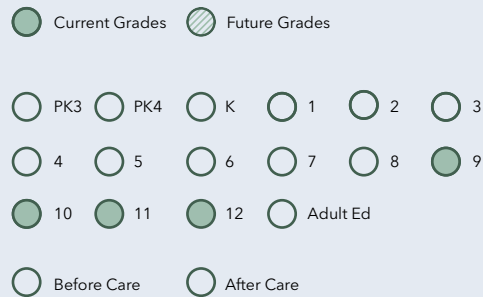 Current Grades Future Grades
PK3 PK4 K 1 2 3
4 5 6 7 8 9
10 11 12 Adult Ed
Before Care After Care